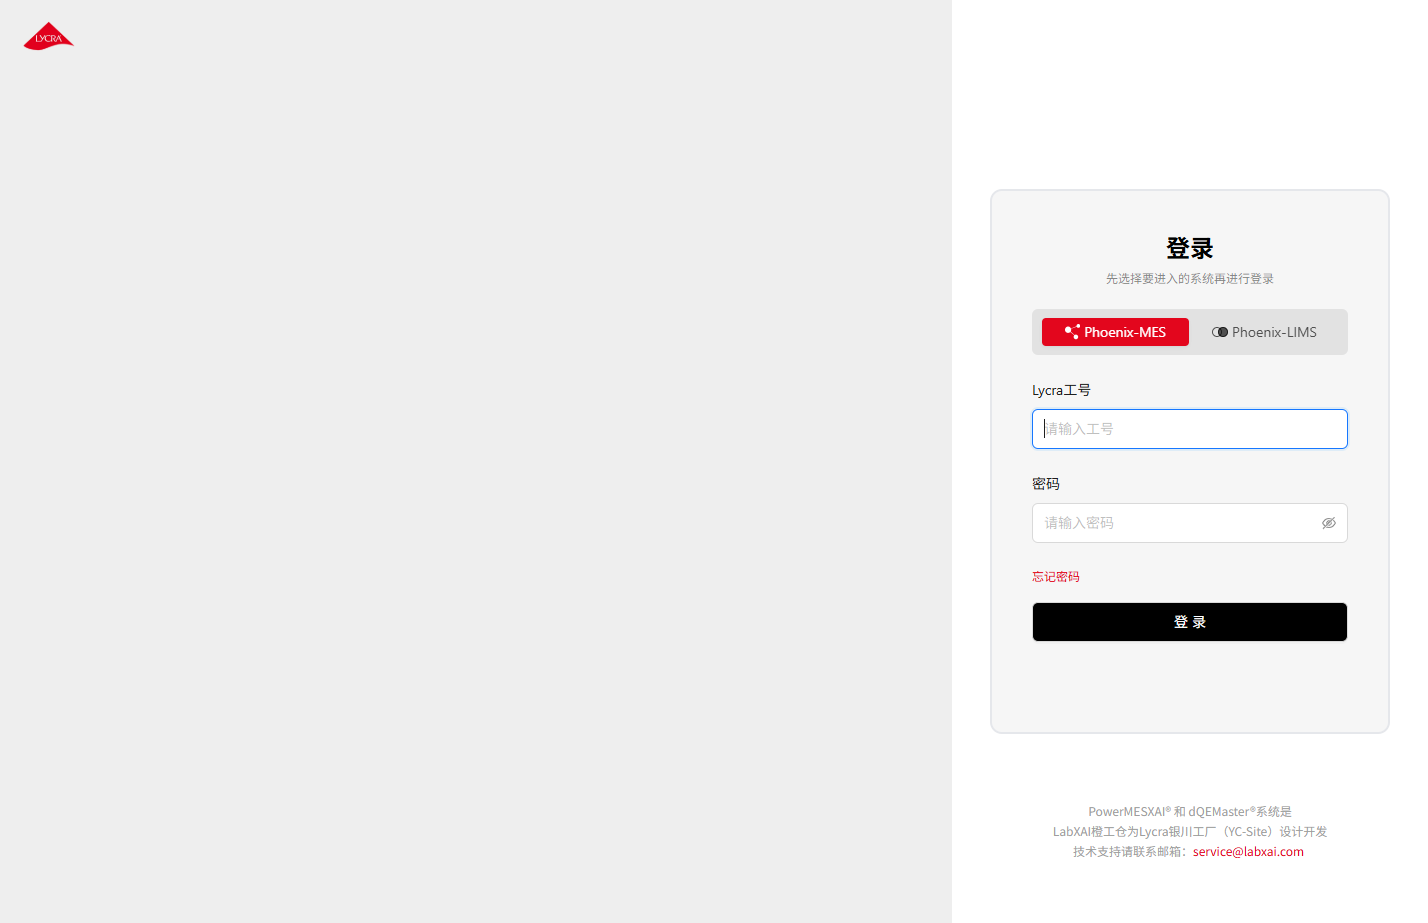 LYCRA
登录
先选择要进入的系统再进行登录
Phoenix-MES
Phoenix-LIMS
Lycra工号
请输入工号
密码
请输入密码
忘记密码
登 录
PowerMESXAI® 和 dQEMaster®系统是
LabXAI橙工仓为Lycra银川工厂（YC-Site）设计开发
技术支持请联系邮箱：service@labxai.com